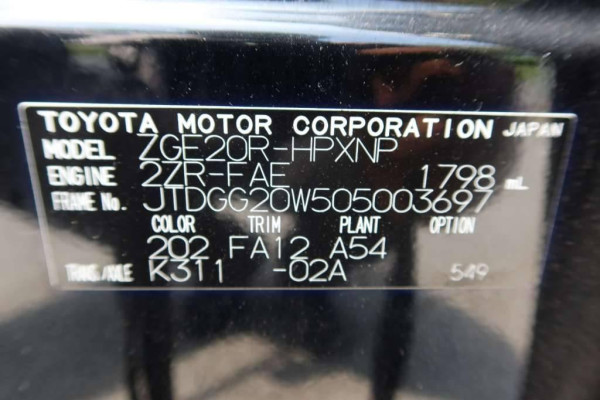 TOYOTA MOTOR CORPORATION JAPAN
MODEL ZGE20R-HPXNP
ENGINE 2ZR-FAE 1798 mL
FRAME No. JTDGG20W505003697
COLOR TRIM PLANT OPTION
202 FA12 A54
TRANS/AXLE K311 -02A 549